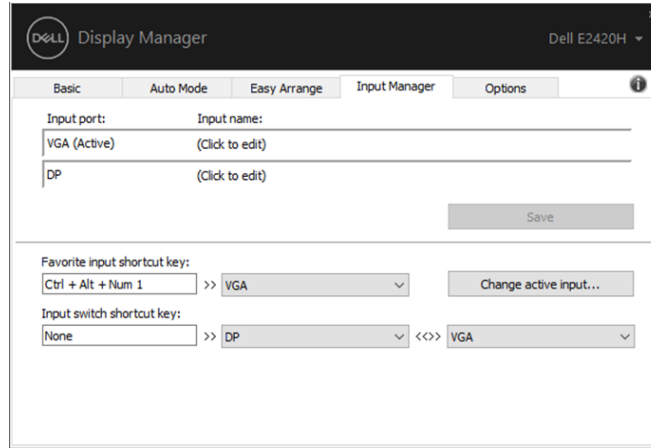 DELL Display Manager Dell E2420H
Basic Auto Mode Easy Arrange Input Manager Options
Input port: Input name:
VGA (Active) (Click to edit)
DP (Click to edit)
Save
Favorite input shortcut key:
Ctrl + Alt + Num 1 >> VGA Change active input...
Input switch shortcut key:
None >> DP <<>> VGA